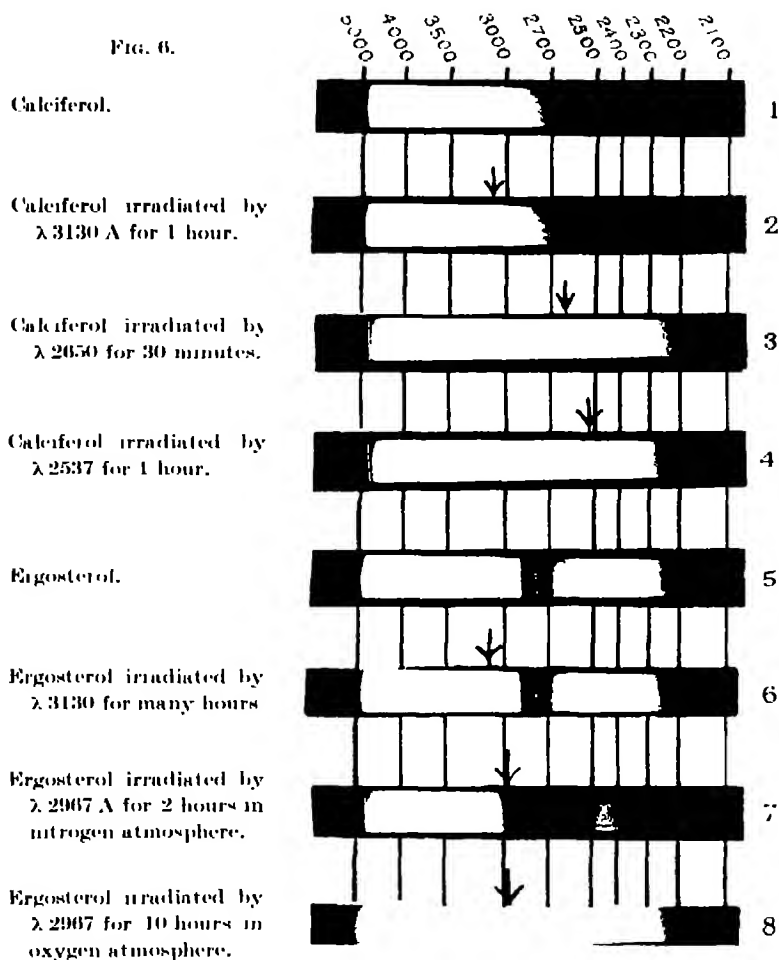 FIG. 6.
5000 4000 3500 3000 2700 2500 2400 2300 2200 2100
Calciferol.
1
Calciferol irradiated by
λ 3130 A for 1 hour.
2
Calciferol irradiated by
λ 2650 for 30 minutes.
3
Calciferol irradiated by
λ 2537 for 1 hour.
4
Ergosterol.
5
Ergosterol irradiated by
λ 3130 for many hours
6
Ergosterol irradiated by
λ 2967 A for 2 hours in
nitrogen atmosphere.
7
Ergosterol irradiated by
λ 2967 for 10 hours in
oxygen atmosphere.
8